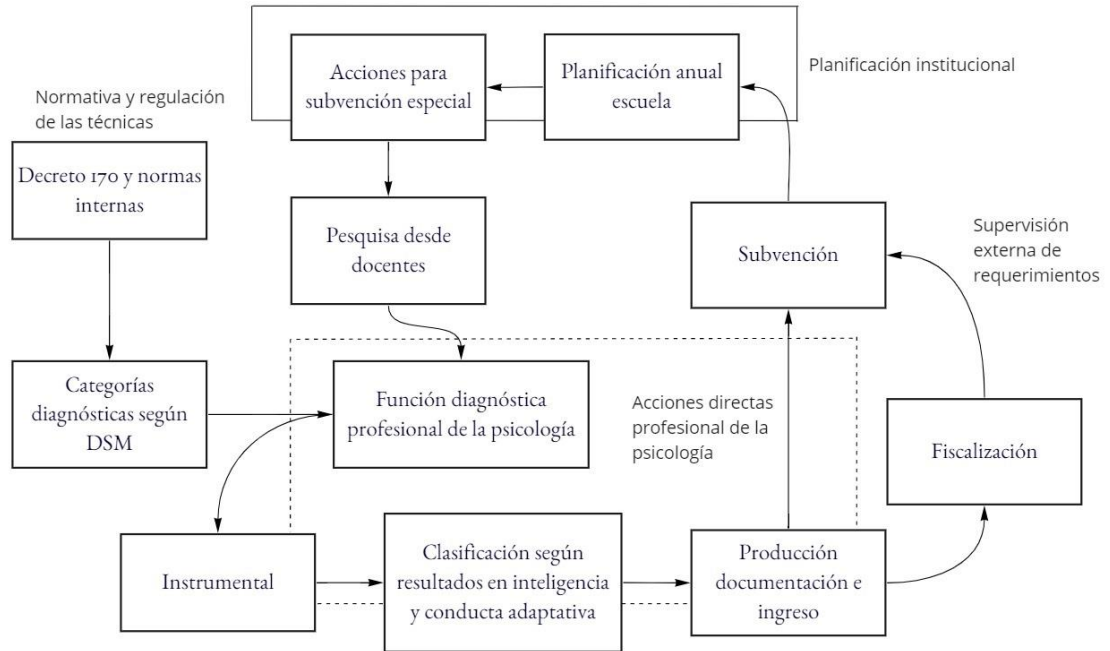 Acciones para
subvención especial
Planificación anual
escuela
Planificación institucional
Normativa y regulación
de las técnicas
Decreto 170 y normas
internas
Pesquisa desde
docentes
Subvención
Supervisión
externa de
requerimientos
Categorías
diagnósticas según
DSM
Función diagnóstica
profesional de la psicología
Acciones directas
profesional de la
psicología
Fiscalización
Instrumental
Clasificación según
resultados en inteligencia
y conducta adaptativa
Producción
documentación e
ingreso